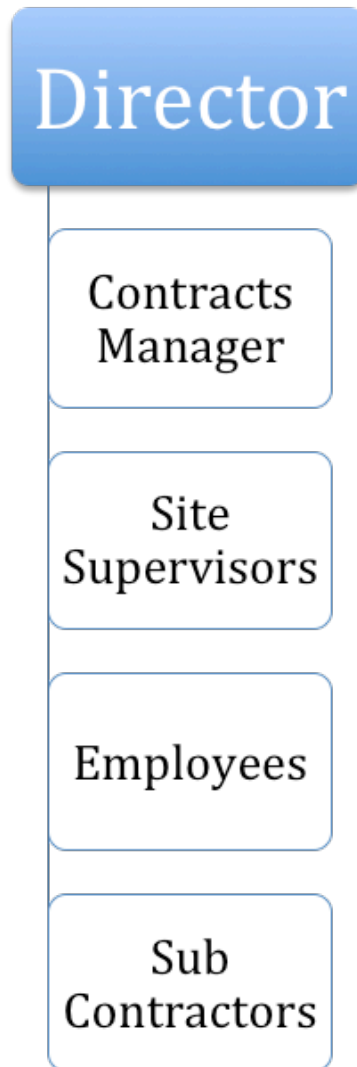 Director
Contracts
Manager
Site
Supervisors
Employees
Sub
Contractors